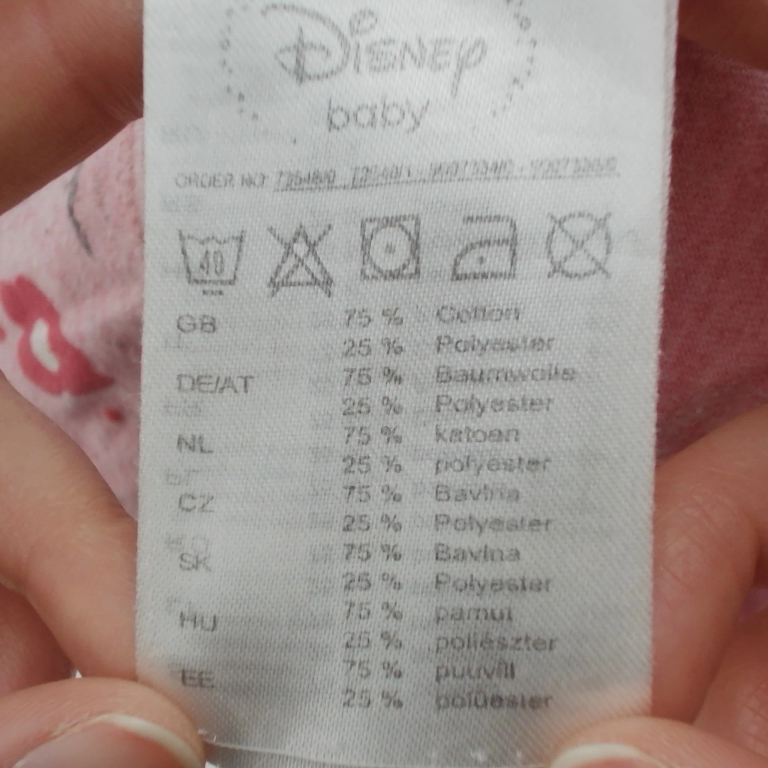 Disney
baby
ORDER NO:
40
GB 75 % Cotton
25 % Polyester
DE/AT 75 % Baumwolle
25 % Polyester
NL 75 % katoen
25 % polyester
CZ 75 % Bavlna
25 % Polyester
SK 75 % Bavlna
25 % Polyester
HU 75 % pamut
25 % poliészter
EE 75 % puuvill
25 % polüester